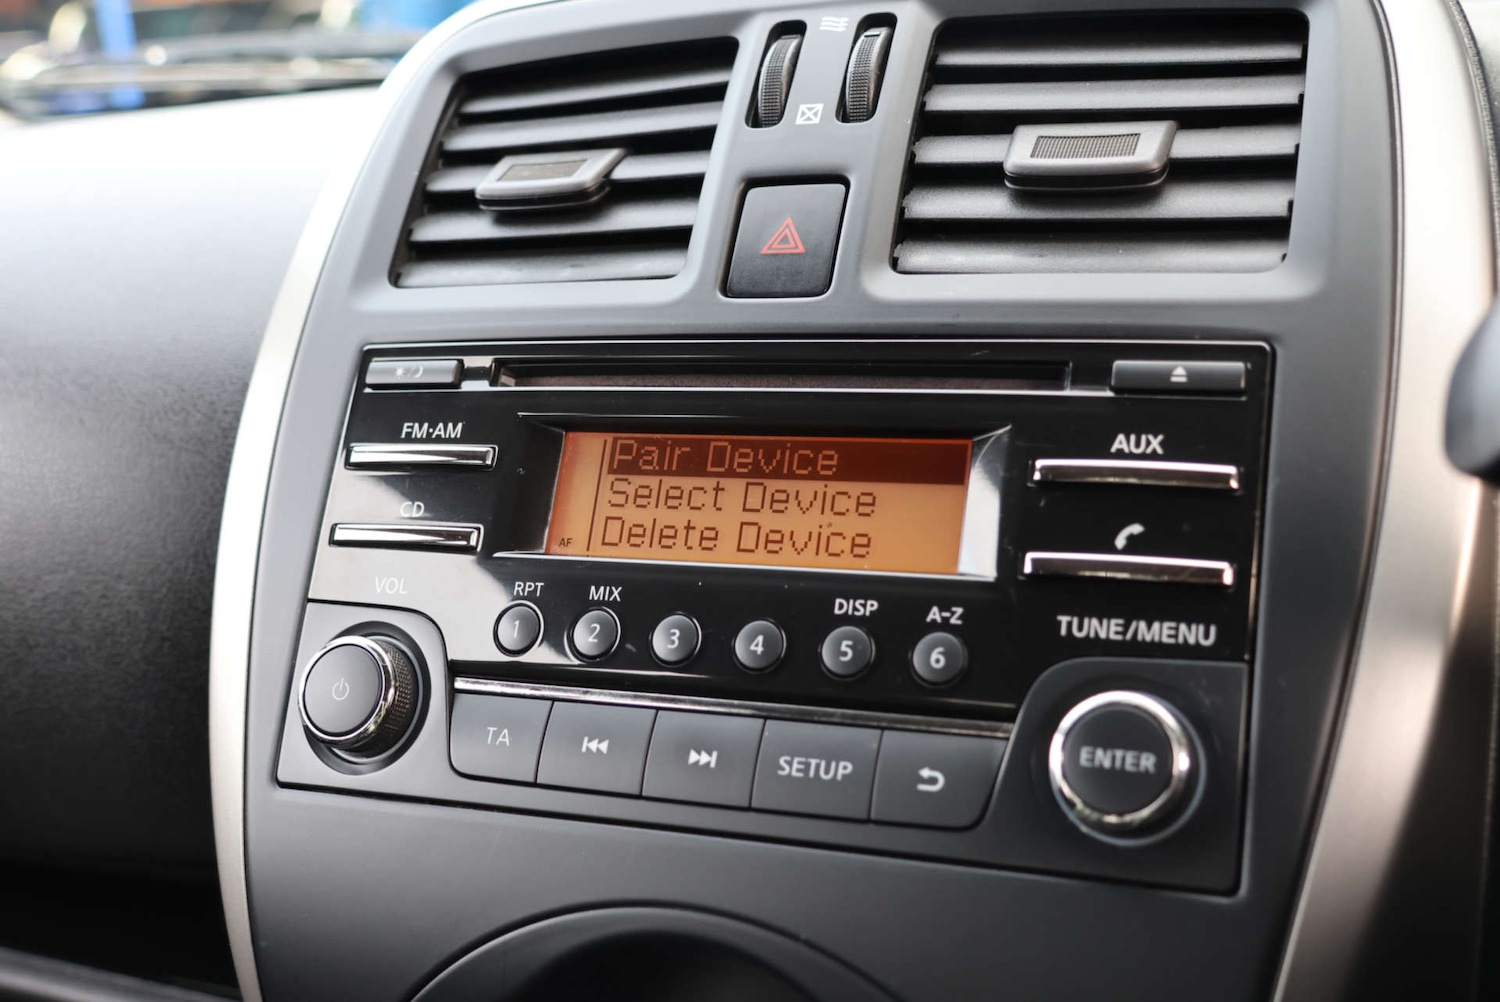 FM·AM
CD
VOL
AUX
TUNE/MENU
Pair Device
Select Device
Delete Device
AF
RPT
MIX
DISP
A-Z
1
2
3
4
5
6
TA
SETUP
ENTER